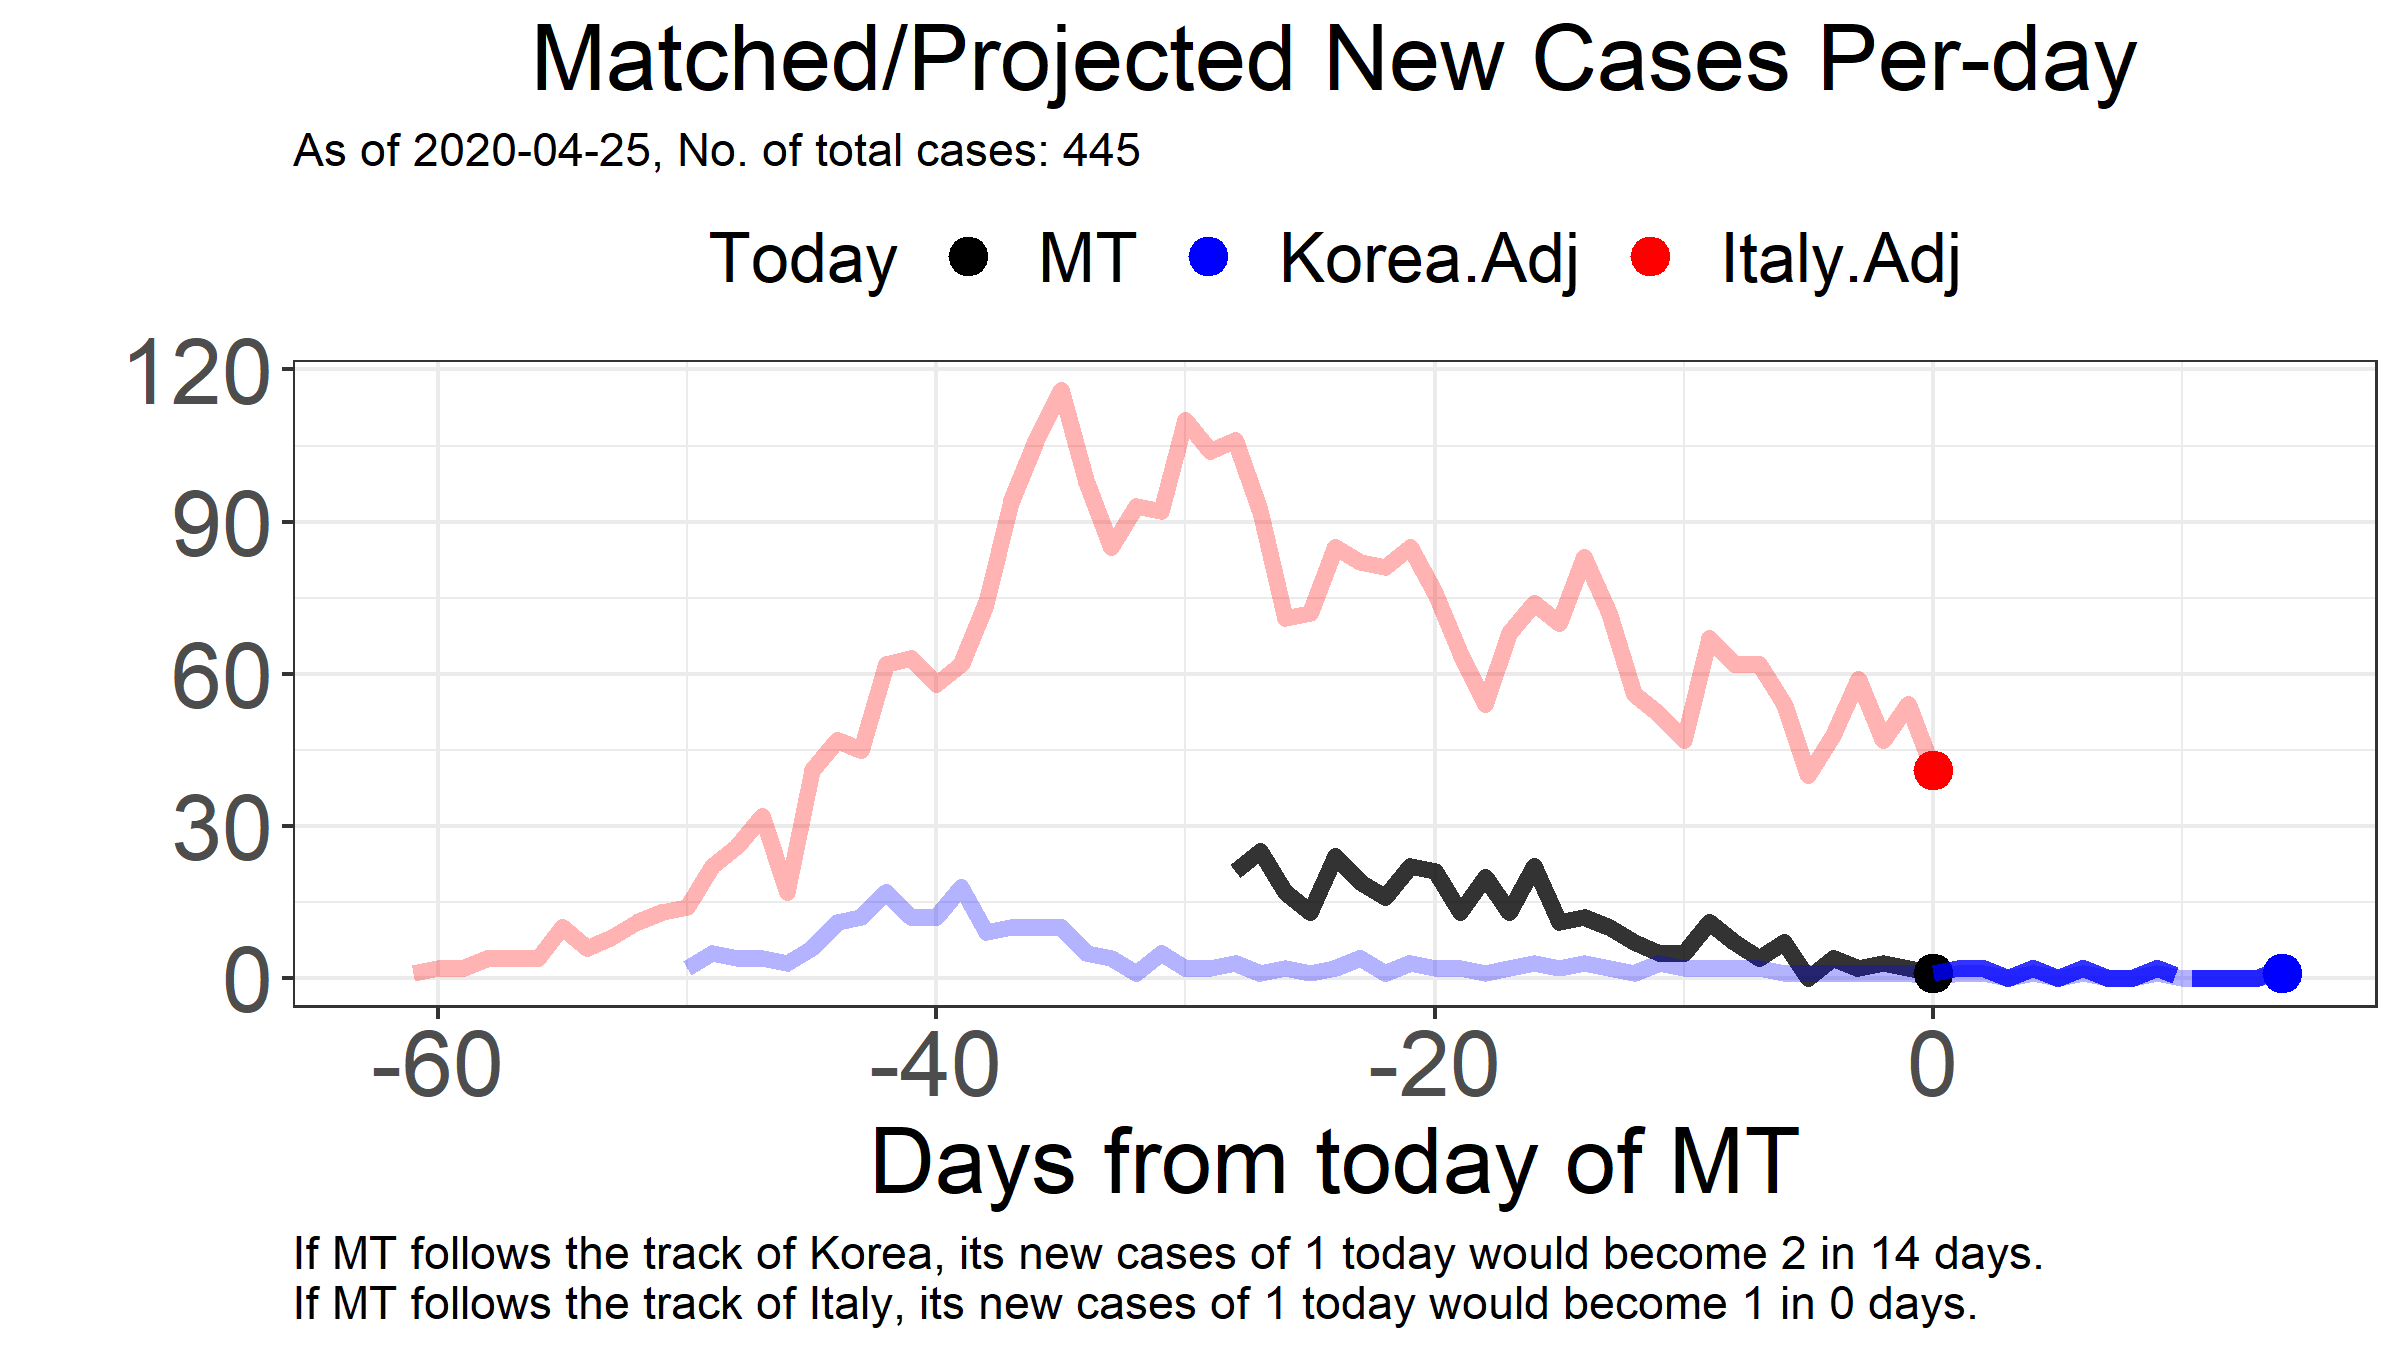 Matched/Projected New Cases Per-day
As of 2020-04-25, No. of total cases: 445
Today MT Korea.Adj Italy.Adj
120
90
60
30
0
-60 -40 -20 0
Days from today of MT
If MT follows the track of Korea, its new cases of 1 today would become 2 in 14 days.
If MT follows the track of Italy, its new cases of 1 today would become 1 in 0 days.